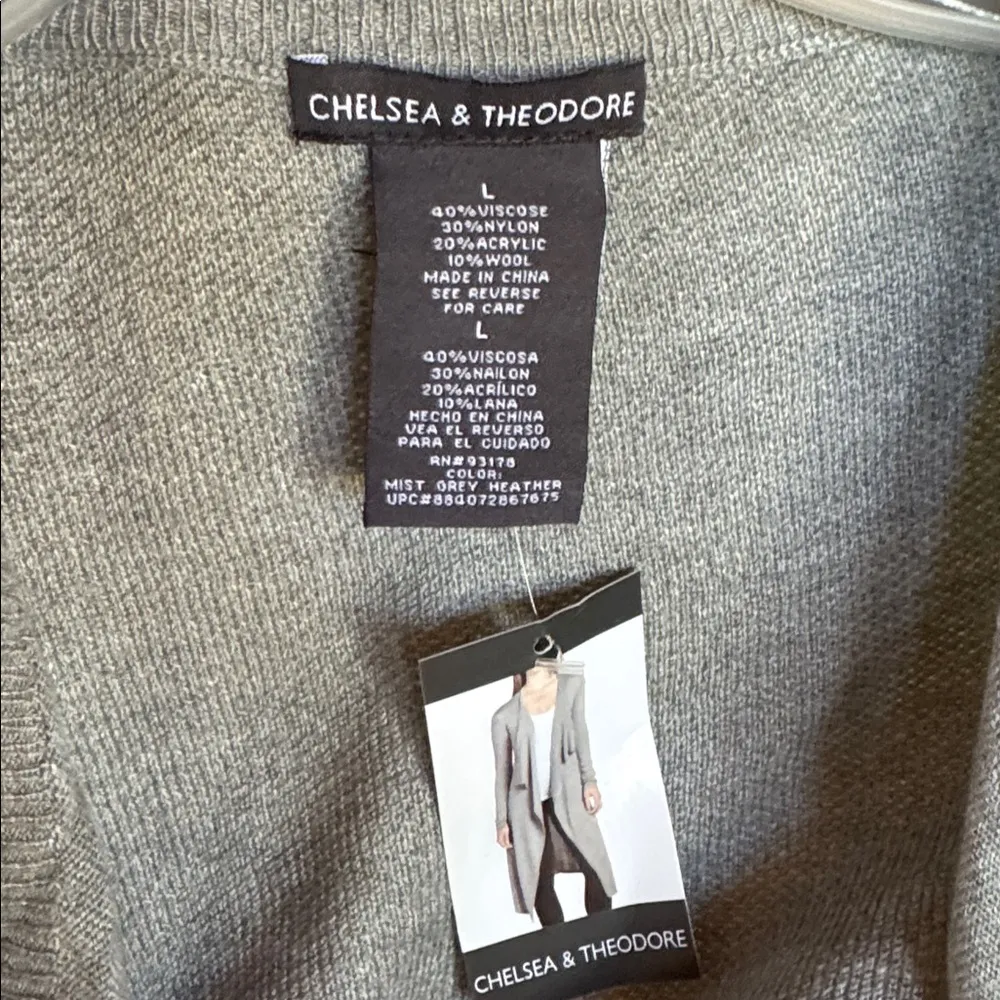 CHELSEA & THEODORE
L
40%VISCOSE
30%NYLON
20%ACRYLIC
10%WOOL
MADE IN CHINA
SEE REVERSE
FOR CARE
L
40%VISCOSA
30%NAILON
20%ACRÍLICO
10%LANA
HECHO EN CHINA
VEA EL REVERSO
PARA EL CUIDADO
RN#93178
COLOR:
MIST GREY HEATHER
UPC#884072867675
CHELSEA & THEODORE